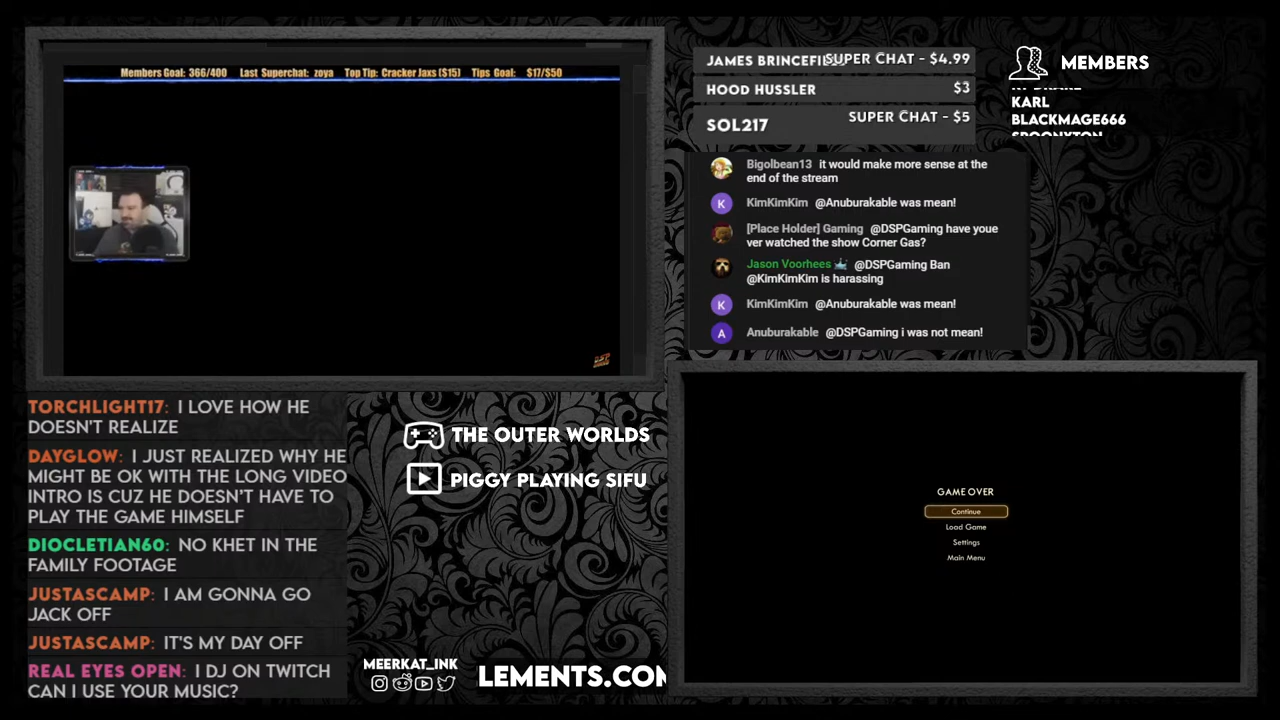 Members Goal: 366/400 Last Superchat: zoya Top Tip: Cracker Jaxs ($15) Tips Goal: $17/$50
JAMES BRINCEFIELD SUPER CHAT - $4.99
HOOD HUSSLER $3
SOL217 SUPER CHAT - $5
MEMBERS
KARL
BLACKMAGE666
SPOONYTON
Bigolbean13 it would make more sense at the
end of the stream
KimKimKim @Anuburakable was mean!
[Place Holder] Gaming @DSPGaming have youe
ver watched the show Corner Gas?
Jason Voorhees @DSPGaming Ban
@KimKimKim is harassing
KimKimKim @Anuburakable was mean!
Anuburakable @DSPGaming i was not mean!
TORCHLIGHT17: I LOVE HOW HE
DOESN'T REALIZE
DAYGLOW: I JUST REALIZED WHY HE
MIGHT BE OK WITH THE LONG VIDEO
INTRO IS CUZ HE DOESN'T HAVE TO
PLAY THE GAME HIMSELF
DIOCLETIAN60: NO KHET IN THE
FAMILY FOOTAGE
JUSTASCAMP: I AM GONNA GO
JACK OFF
JUSTASCAMP: IT'S MY DAY OFF
REAL EYES OPEN: I DJ ON TWITCH
CAN I USE YOUR MUSIC?
THE OUTER WORLDS
PIGGY PLAYING SIFU
MEERKAT_INK
LEMENTS.COM
GAME OVER
Continue
Load Game
Settings
Main Menu